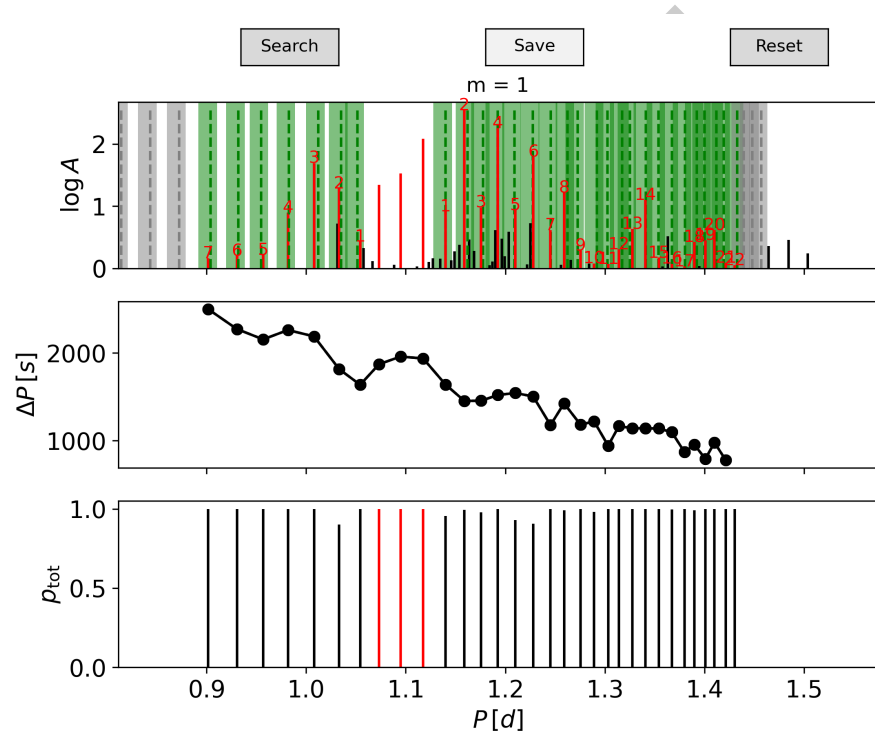 Search Save Reset
m = 1
log A
2
1
0
7 6 5 4 3 2 1 1 2 3 4 5 6 7 8 9 10 11 12 13 14 15 16 17 18 19 20 21 22
ΔP [s]
2000
1000
p_tot
1.0
0.5
0.0
0.9 1.0 1.1 1.2 1.3 1.4 1.5
P [d]